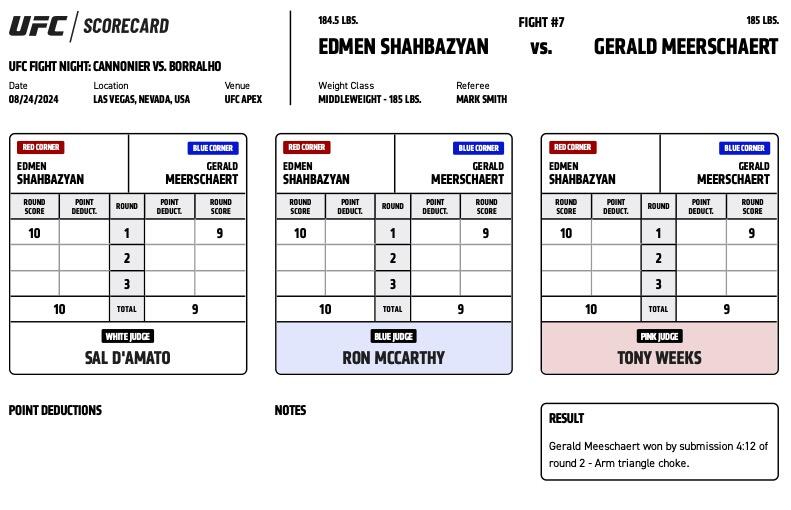 UFC SCORECARD
UFC FIGHT NIGHT: CANNONIER VS. BORRALHO
Date Location Venue
08/24/2024 LAS VEGAS, NEVADA, USA UFC APEX
184.5 LBS. FIGHT #7 185 LBS.
EDMEN SHAHBAZYAN VS. GERALD MEERSCHAERT
Weight Class Referee
MIDDLEWEIGHT - 185 LBS. MARK SMITH
RED CORNER BLUE CORNER
EDMEN GERALD
SHAHBAZYAN MEERSCHAERT
ROUND POINT ROUND POINT ROUND
SCORE DEDUCT. DEDUCT. SCORE
10 1 9
2
3
10 TOTAL 9
WHITE JUDGE
SAL D'AMATO
RED CORNER BLUE CORNER
EDMEN GERALD
SHAHBAZYAN MEERSCHAERT
ROUND POINT ROUND POINT ROUND
SCORE DEDUCT. DEDUCT. SCORE
10 1 9
2
3
10 TOTAL 9
BLUE JUDGE
RON MCCARTHY
RED CORNER BLUE CORNER
EDMEN GERALD
SHAHBAZYAN MEERSCHAERT
ROUND POINT ROUND POINT ROUND
SCORE DEDUCT. DEDUCT. SCORE
10 1 9
2
3
10 TOTAL 9
PINK JUDGE
TONY WEEKS
POINT DEDUCTIONS
NOTES
RESULT
Gerald Meeschaert won by submission 4:12 of
round 2 - Arm triangle choke.